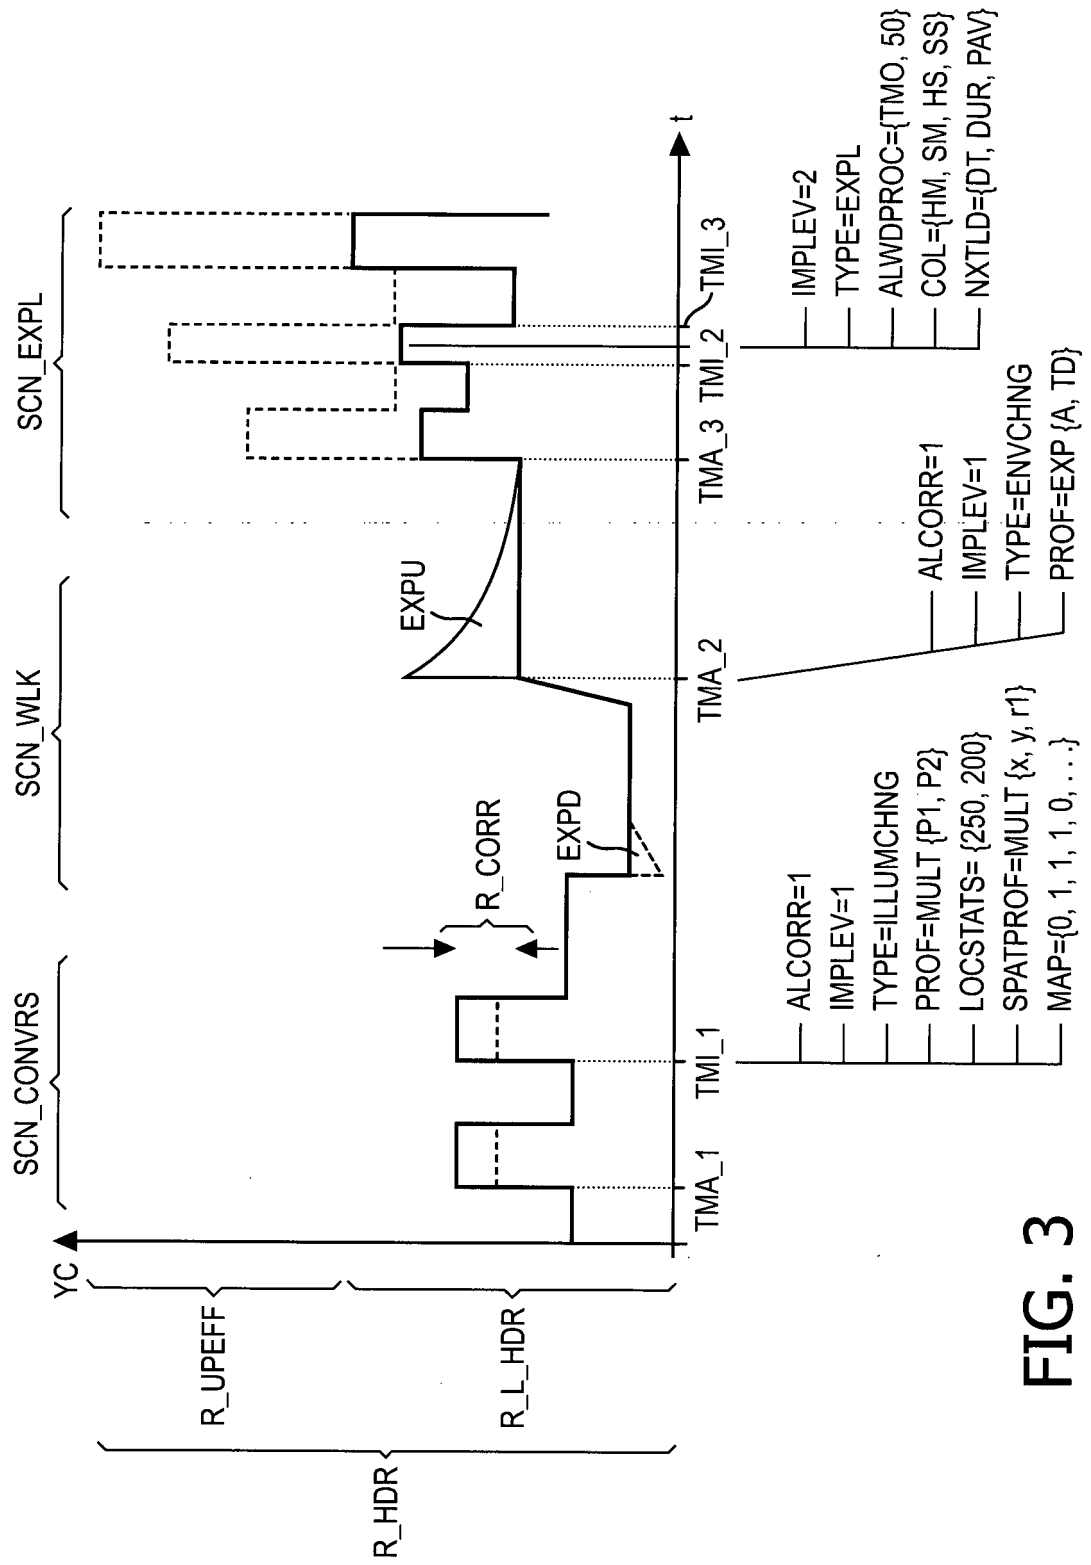 SCN_CONVRS
SCN_WLK
SCN_EXPL
YC
R_UPEFF
R_L_HDR
R_HDR
R_CORR
EXPD
EXPU
t
TMA_1
TMI_1
TMA_2
TMA_3
TMI_2
TMI_3
ALCORR=1
IMPLEV=1
TYPE=ILLUMCHNG
PROF=MULT {P1, P2}
LOCSTATS= {250, 200}
SPATPROF=MULT {x, y, r1}
MAP={0, 1, 1, 1, 0, . . .}
ALCORR=1
IMPLEV=1
TYPE=ENVCHNG
PROF=EXP {A, TD}
IMPLEV=2
TYPE=EXPL
ALWDPROC={TMO, 50}
COL={HM, SM, HS, SS}
NXTLD={DT, DUR, PAV}
FIG. 3